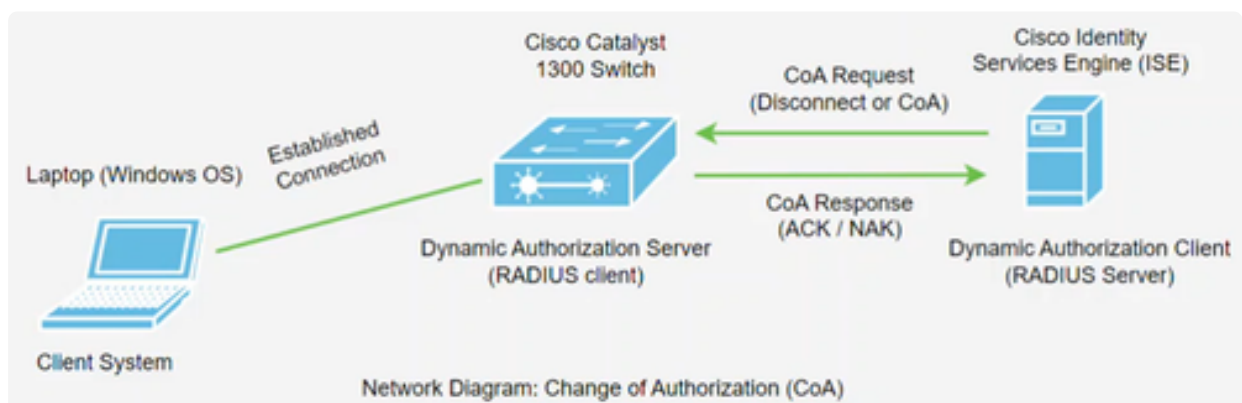 Cisco Catalyst
1300 Switch
Cisco Identity
Services Engine (ISE)
CoA Request
(Disconnect or CoA)
Established
Connection
Laptop (Windows OS)
CoA Response
(ACK / NAK)
Dynamic Authorization Server
(RADIUS client)
Dynamic Authorization Client
(RADIUS Server)
Client System
Network Diagram: Change of Authorization (CoA)